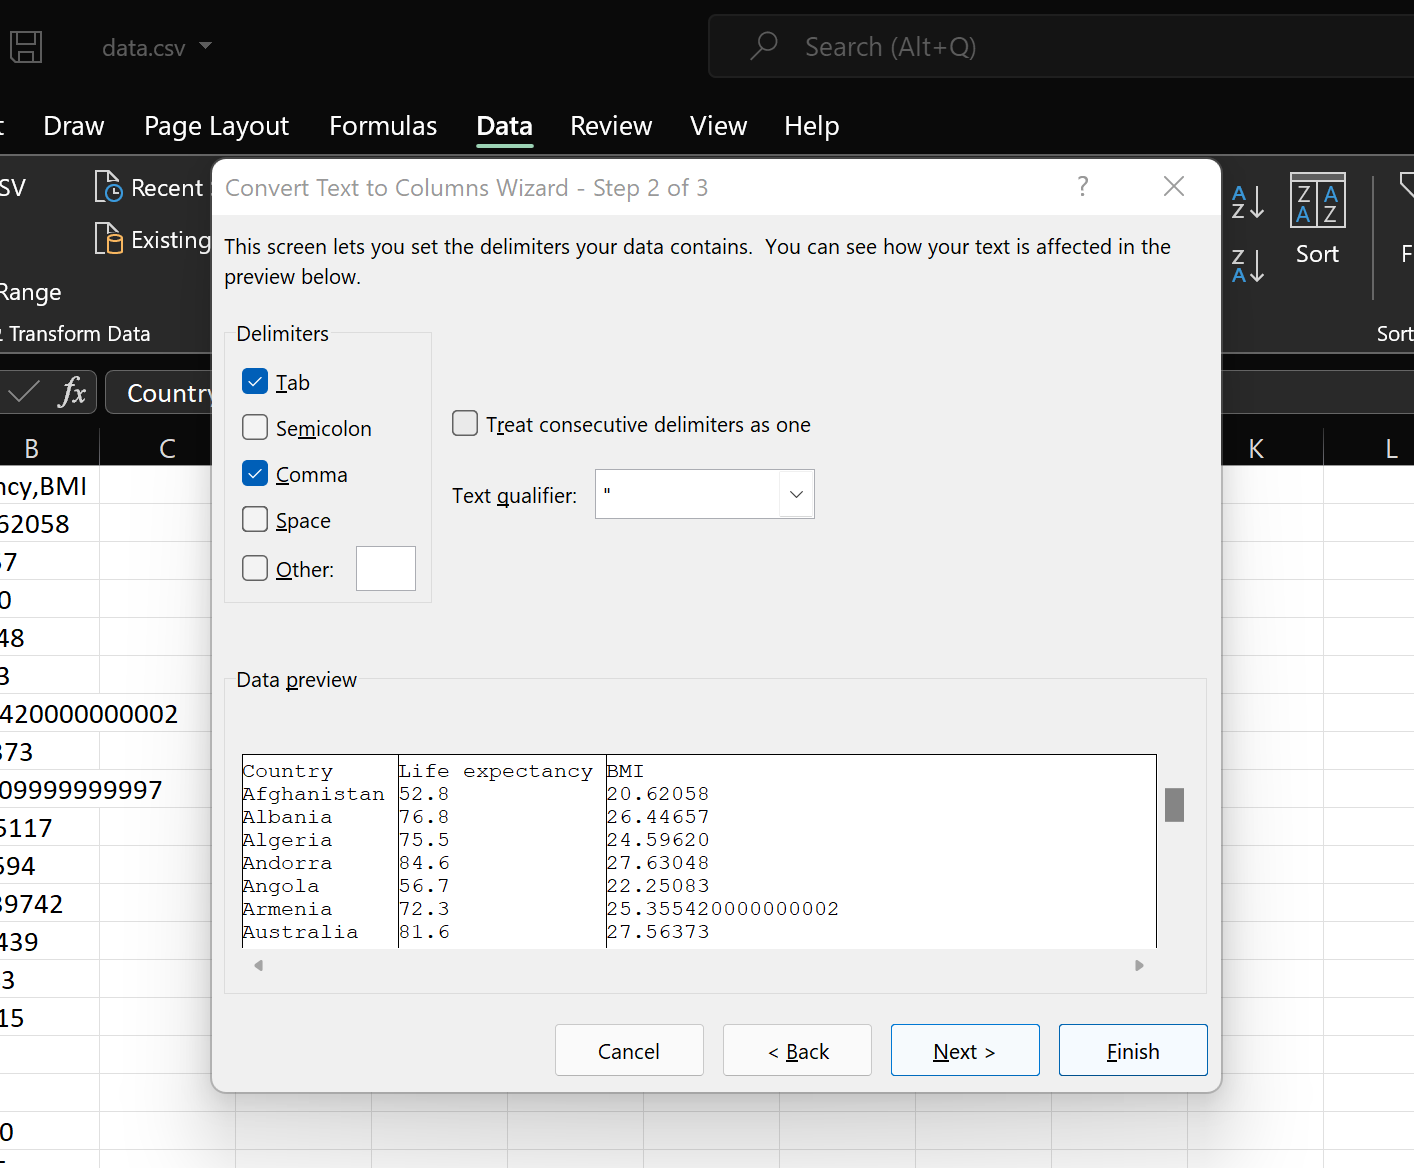 data.csv
Search (Alt+Q)
Draw Page Layout Formulas Data Review View Help
SV
Recent
Existing
Range
Transform Data
Sort
Sort
Convert Text to Columns Wizard - Step 2 of 3
?
This screen lets you set the delimiters your data contains. You can see how your text is affected in the
preview below.
Delimiters
Tab
Semicolon
Comma
Space
Other:
Treat consecutive delimiters as one
Text qualifier: "
Data preview
Country Life expectancy BMI
Afghanistan 52.8 20.62058
Albania 76.8 26.44657
Algeria 75.5 24.59620
Andorra 84.6 27.63048
Angola 56.7 22.25083
Armenia 72.3 25.355420000000002
Australia 81.6 27.56373
Cancel < Back Next > Finish
fx Country
B C K L
ncy,BMI
62058
57
0
48
3
420000000002
373
09999999997
5117
594
39742
439
3
15
0